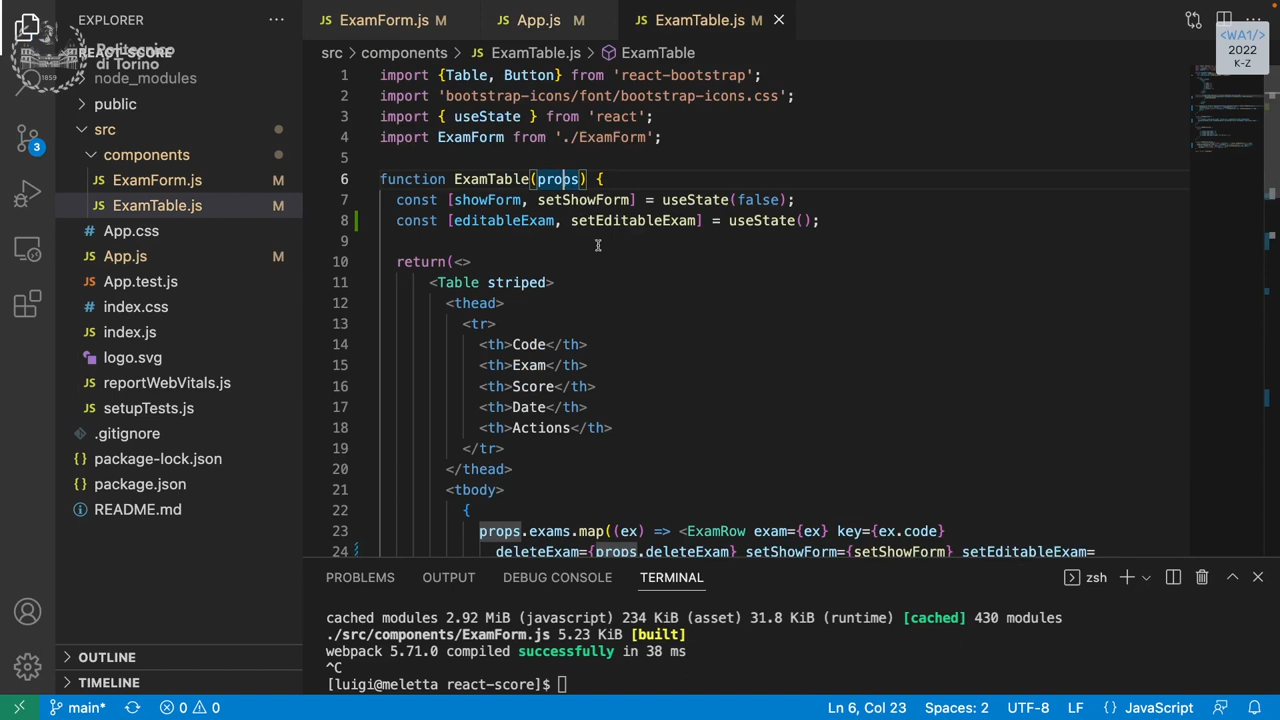 EXPLORER
ExamForm.js M
App.js M
ExamTable.js M
<WA1/>
2022
K-Z
Politecnico
di Torino
1859
node_modules
public
src
components
JS ExamForm.js M
JS ExamTable.js M
# App.css
JS App.js M
JS App.test.js
# index.css
JS index.js
logo.svg
JS reportWebVitals.js
JS setupTests.js
.gitignore
{} package-lock.json
{} package.json
README.md
OUTLINE
TIMELINE
3
src > components > JS ExamTable.js > ExamTable
1 import {Table, Button} from 'react-bootstrap';
2 import 'bootstrap-icons/font/bootstrap-icons.css';
3 import { useState } from 'react';
4 import ExamForm from './ExamForm';
5
6 function ExamTable(props) {
7 const [showForm, setShowForm] = useState(false);
8 const [editableExam, setEditableExam] = useState();
9
10 return(<>
11 <Table striped>
12 <thead>
13 <tr>
14 <th>Code</th>
15 <th>Exam</th>
16 <th>Score</th>
17 <th>Date</th>
18 <th>Actions</th>
19 </tr>
20 </thead>
21 <tbody>
22 {
23 props.exams.map((ex) => <ExamRow exam={ex} key={ex.code}
24 deleteExam={props.deleteExam} setShowForm={setShowForm} setEditableExam=
PROBLEMS OUTPUT DEBUG CONSOLE TERMINAL zsh
cached modules 2.92 MiB (javascript) 234 KiB (asset) 31.8 KiB (runtime) [cached] 430 modules
./src/components/ExamForm.js 5.23 KiB [built]
webpack 5.71.0 compiled successfully in 38 ms
^C
[luigi@meletta react-score]$
main* 0 0 Ln 6, Col 23 Spaces: 2 UTF-8 LF {} JavaScript